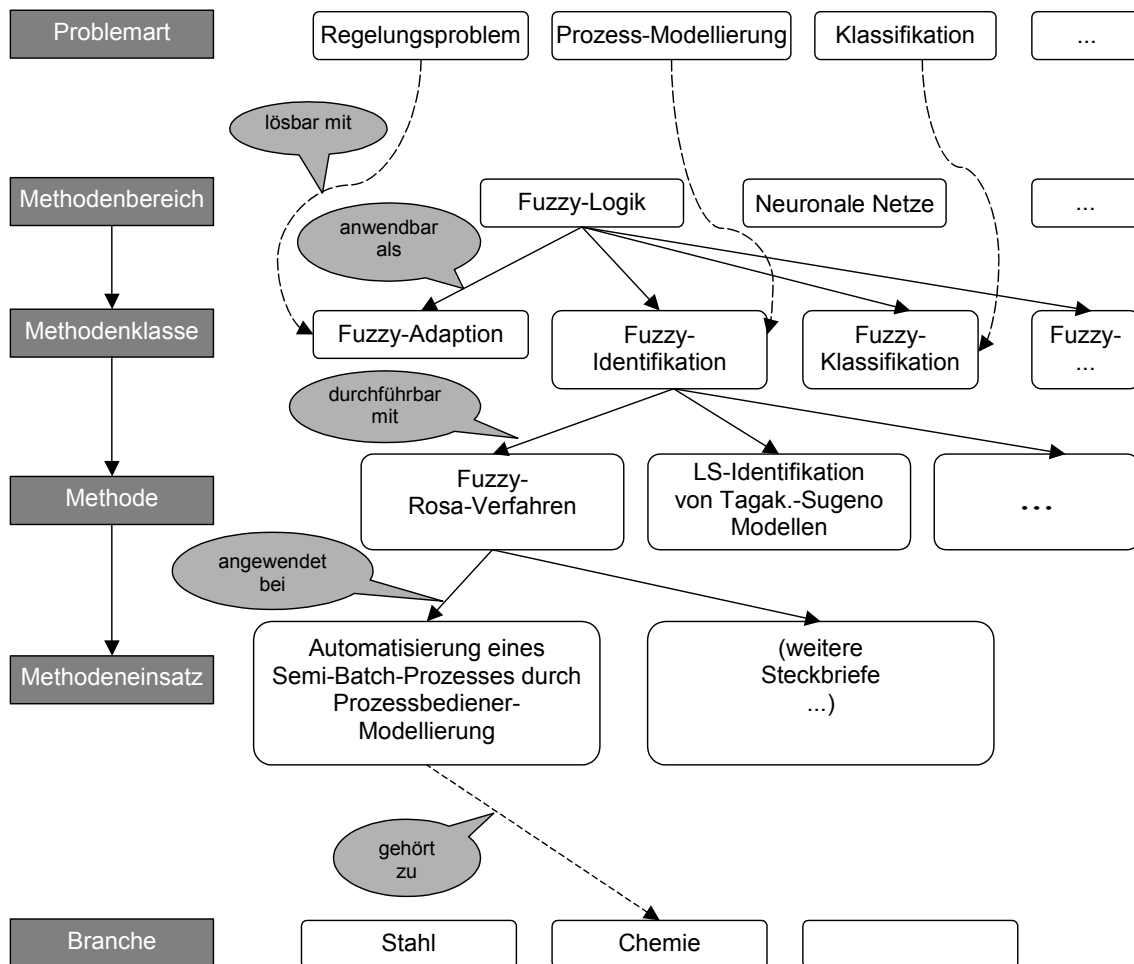 Problemart
Regelungsproblem
Prozess-Modellierung
Klassifikation
...
lösbar mit
Methodenbereich
Fuzzy-Logik
Neuronale Netze
...
anwendbar
als
Methodenklasse
Fuzzy-Adaption
Fuzzy-
Identifikation
Fuzzy-
Klassifikation
Fuzzy-
...
durchführbar
mit
Methode
Fuzzy-
Rosa-Verfahren
LS-Identifikation
von Tagak.-Sugeno
Modellen
...
angewendet
bei
Methodeneinsatz
Automatisierung eines
Semi-Batch-Prozesses durch
Prozessbediener-
Modellierung
(weitere
Steckbriefe
...)
gehört
zu
Branche
Stahl
Chemie